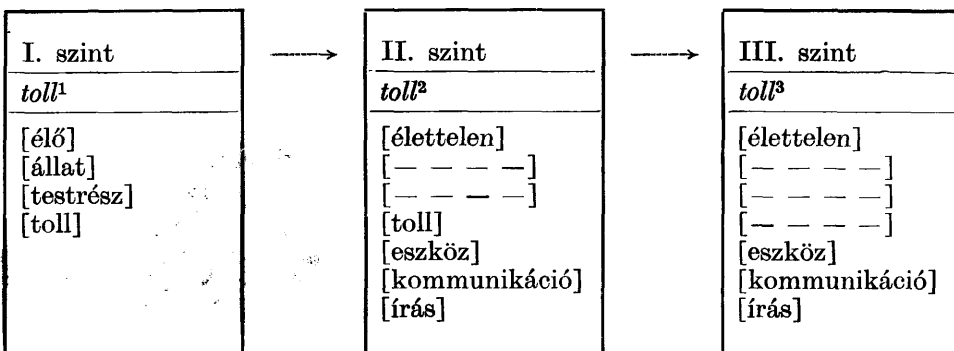 I. szint
toll¹
[élő]
[állat]
[testrész]
[toll]
II. szint
toll²
[élettelen]
[— — — —]
[— — — —]
[toll]
[eszköz]
[kommunikáció]
[írás]
III. szint
toll³
[élettelen]
[— — — —]
[— — — —]
[— — — —]
[eszköz]
[kommunikáció]
[írás]